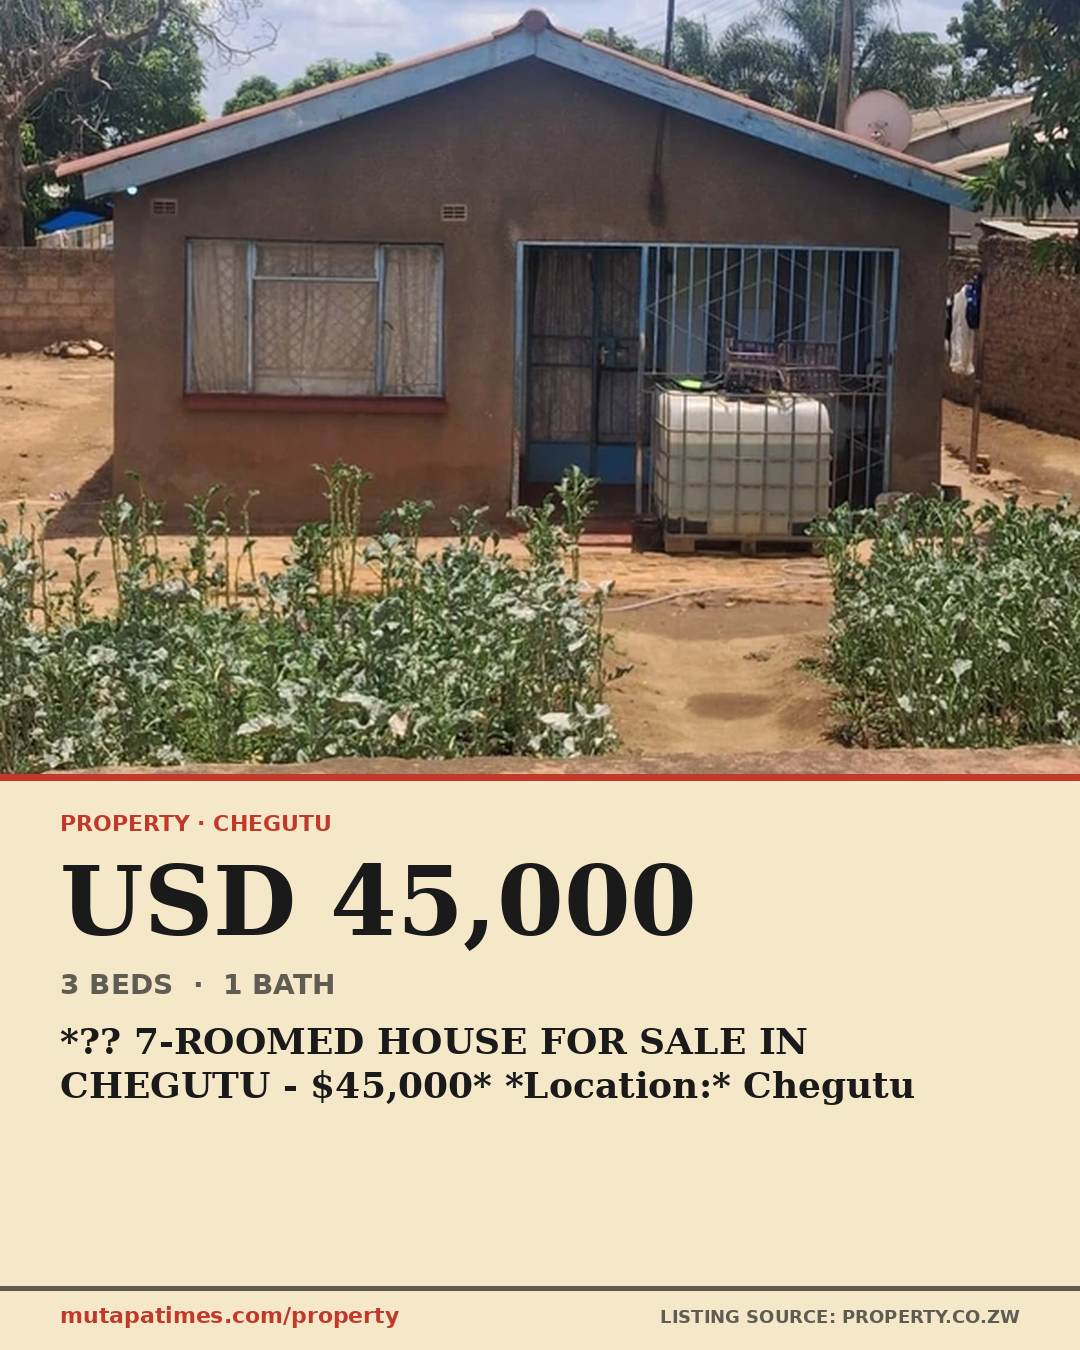 PROPERTY · CHEGUTU
USD 45,000
3 BEDS · 1 BATH
*?? 7-ROOMED HOUSE FOR SALE IN
CHEGUTU - $45,000* *Location:* Chegutu
mutapatimes.com/property
LISTING SOURCE: PROPERTY.CO.ZW